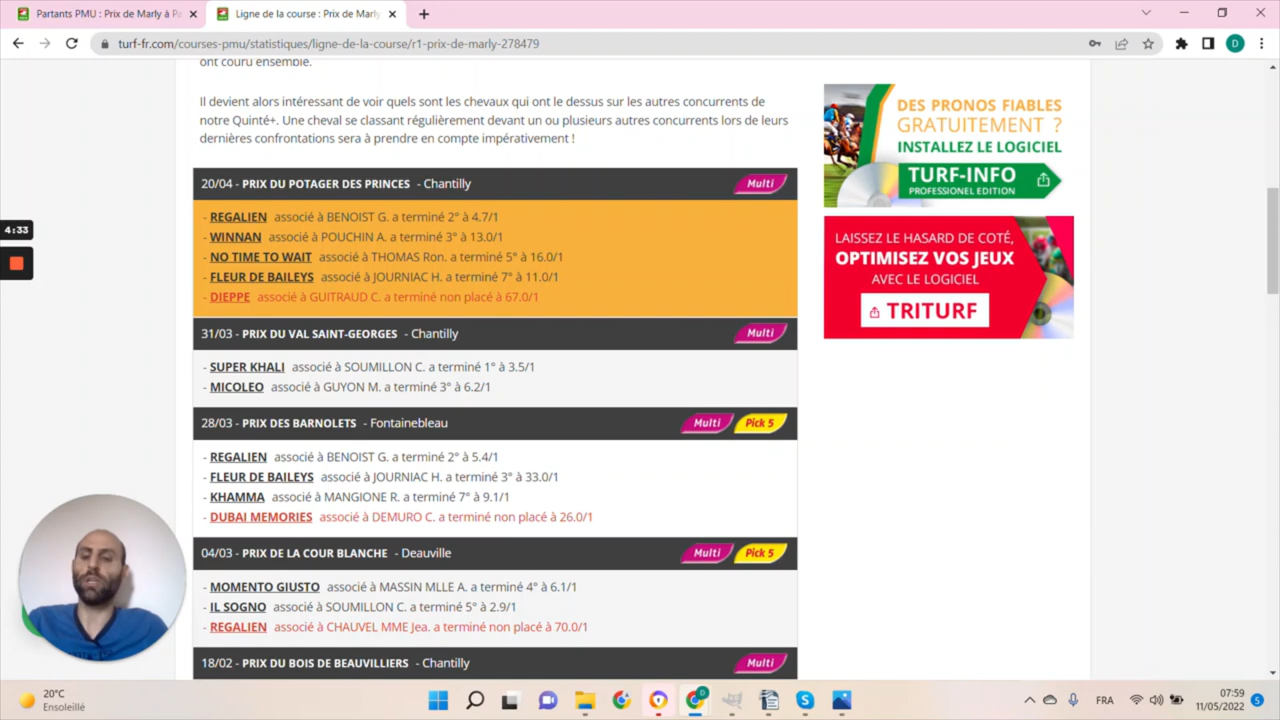 Partants PMU : Prix de Marly à Pa
Ligne de la course : Prix de Marly
turf-fr.com/courses-pmu/statistiques/ligne-de-la-course/r1-prix-de-marly-278479
D
ont couru ensemble.
Il devient alors intéressant de voir quels sont les chevaux qui ont le dessus sur les autres concurrents de
notre Quinté+. Une cheval se classant régulièrement devant un ou plusieurs autres concurrents lors de leurs
dernières confrontations sera à prendre en compte impérativement !
20/04 - PRIX DU POTAGER DES PRINCES - Chantilly Multi
- REGALIEN associé à BENOIST G. a terminé 2° à 4.7/1
- WINNAN associé à POUCHIN A. a terminé 3° à 13.0/1
- NO TIME TO WAIT associé à THOMAS Ron. a terminé 5° à 16.0/1
- FLEUR DE BAILEYS associé à JOURNIAC H. a terminé 7° à 11.0/1
- DIEPPE associé à GUITRAUD C. a terminé non placé à 67.0/1
31/03 - PRIX DU VAL SAINT-GEORGES - Chantilly Multi
- SUPER KHALI associé à SOUMILLON C. a terminé 1° à 3.5/1
- MICOLEO associé à GUYON M. a terminé 3° à 6.2/1
28/03 - PRIX DES BARNOLETS - Fontainebleau Multi Pick 5
- REGALIEN associé à BENOIST G. a terminé 2° à 5.4/1
- FLEUR DE BAILEYS associé à JOURNIAC H. a terminé 3° à 33.0/1
- KHAMMA associé à MANGIONE R. a terminé 7° à 9.1/1
- DUBAI MEMORIES associé à DEMURO C. a terminé non placé à 26.0/1
04/03 - PRIX DE LA COUR BLANCHE - Deauville Multi Pick 5
- MOMENTO GIUSTO associé à MASSIN MLLE A. a terminé 4° à 6.1/1
- IL SOGNO associé à SOUMILLON C. a terminé 5° à 2.9/1
- REGALIEN associé à CHAUVEL MME Jea. a terminé non placé à 70.0/1
18/02 - PRIX DU BOIS DE BEAUVILLIERS - Chantilly Multi
DES PRONOS FIABLES
GRATUITEMENT ?
INSTALLEZ LE LOGICIEL
TURF-INFO
PROFESSIONEL EDITION
LAISSEZ LE HASARD DE COTÉ,
OPTIMISEZ VOS JEUX
AVEC LE LOGICIEL
TRITURF
4:33
20°C
Ensoleillé
D
FRA
07:59
11/05/2022
5